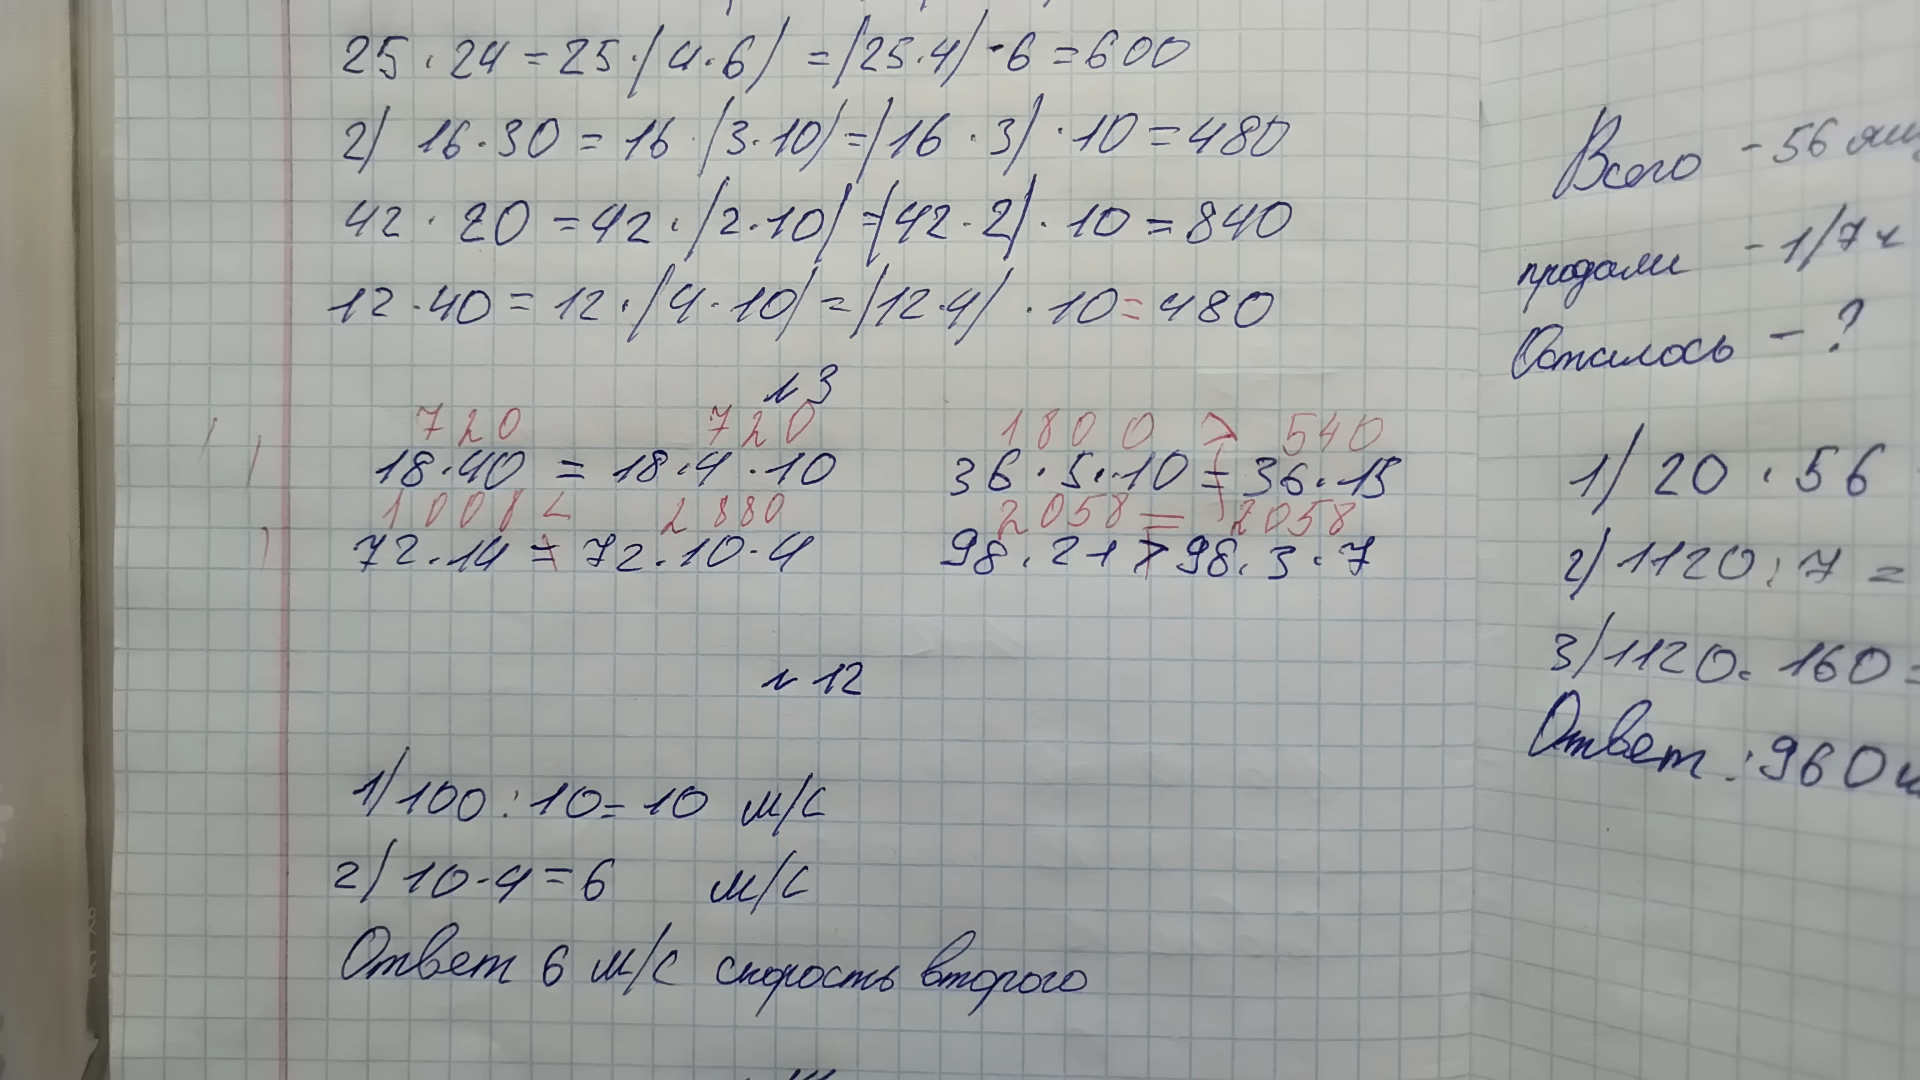 25 · 24 = 25 · (4 · 6) = (25 · 4) · 6 = 600
2) 16 · 30 = 16 · (3 · 10) = (16 · 3) · 10 = 480
42 · 20 = 42 · (2 · 10) = (42 · 2) · 10 = 840
12 · 40 = 12 · (4 · 10) = (12 · 4) · 10 = 480
№3
720 720 1800 > 540
18 · 40 = 18 · 4 · 10 36 · 5 · 10 = 36 · 15
1008 < 2880 2058 = 2058
72 · 14 = 72 · 10 · 4 98 · 21 > 98 · 3 · 7
№12
1) 100 : 10 = 10 м/с
2) 10 - 4 = 6 м/с
Ответ 6 м/с скорость второго
Всего - 56
продали - 1/7 ч
Осталось - ?
1) 20 · 56
2) 1120 : 7 =
3) 1120 - 160 =
Ответ : 960